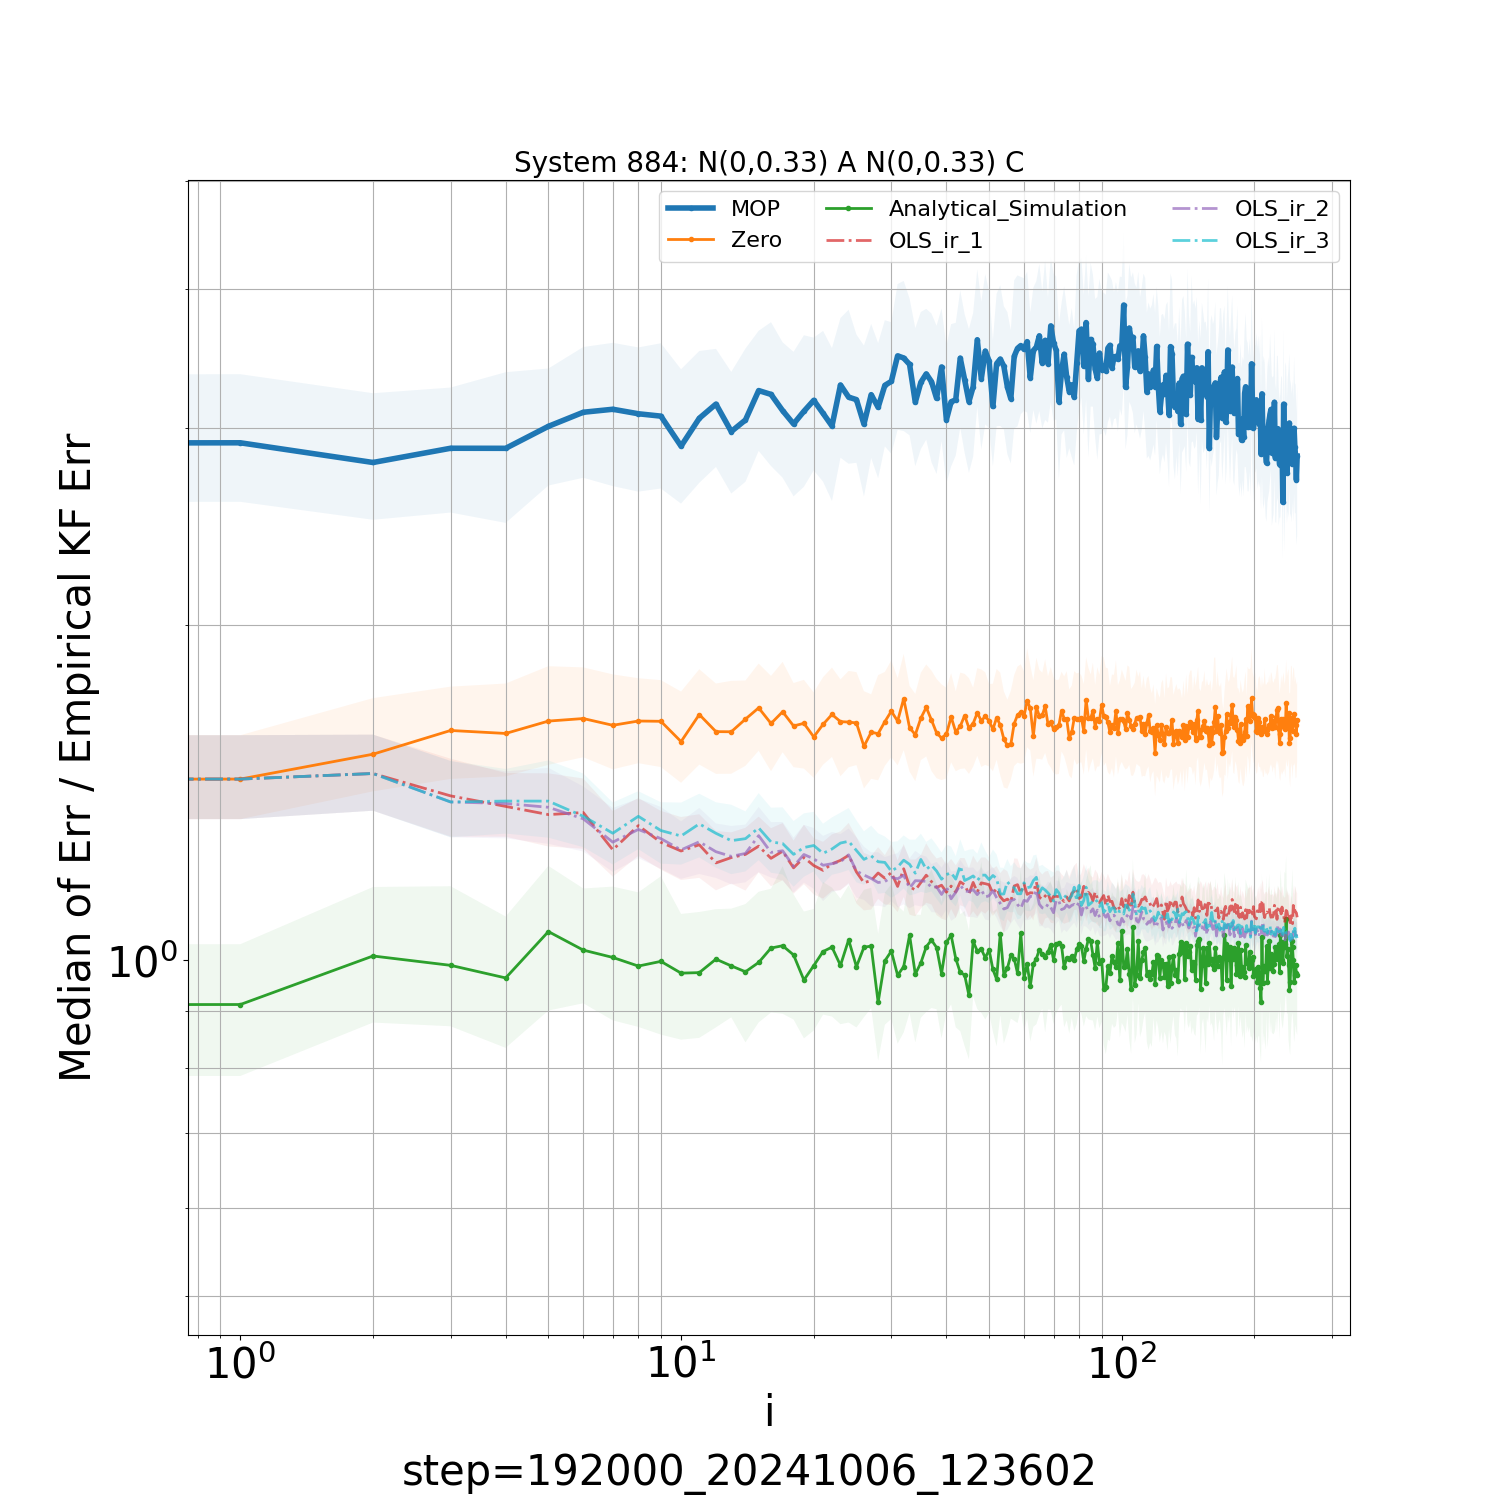 System 884: N(0,0.33) A N(0,0.33) C
MOP
Zero
Analytical_Simulation
OLS_ir_1
OLS_ir_2
OLS_ir_3
Median of Err / Empirical KF Err
10⁰
10⁰
10¹
10²
i
step=192000_20241006_123602